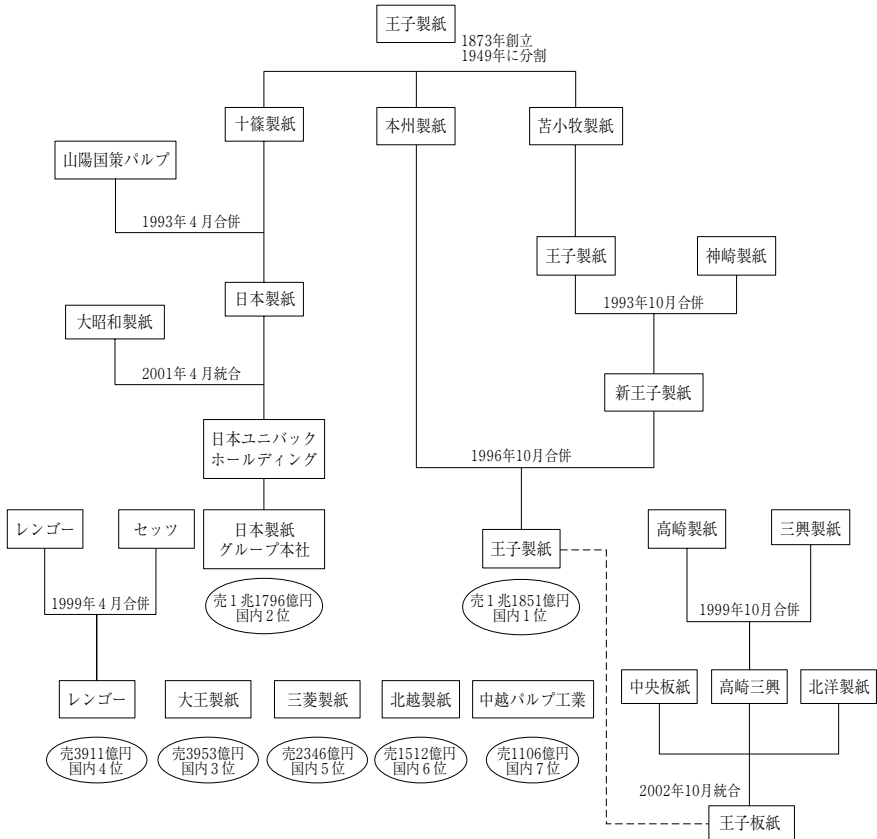 王子製紙
1873年創立
1949年に分割
十篠製紙
本州製紙
苫小牧製紙
山陽国策パルプ
1993年4月合併
王子製紙
神崎製紙
日本製紙
1993年10月合併
大昭和製紙
2001年4月統合
新王子製紙
日本ユニバック
ホールディング
1996年10月合併
レンゴー
セッツ
日本製紙
グループ本社
王子製紙
高崎製紙
三興製紙
1999年4月合併
売1兆1796億円
国内2位
売1兆1851億円
国内1位
1999年10月合併
レンゴー
大王製紙
三菱製紙
北越製紙
中越パルプ工業
中央板紙
高崎三興
北洋製紙
売3911億円
国内4位
売3953億円
国内3位
売2346億円
国内5位
売1512億円
国内6位
売1106億円
国内7位
2002年10月統合
王子板紙